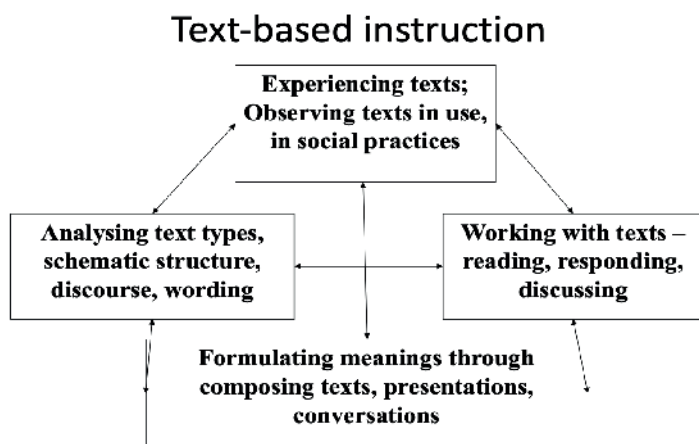 Text-based instruction
Experiencing texts;
Observing texts in use,
in social practices
Analysing text types,
schematic structure,
discourse, wording
Working with texts –
reading, responding,
discussing
Formulating meanings through
composing texts, presentations,
conversations